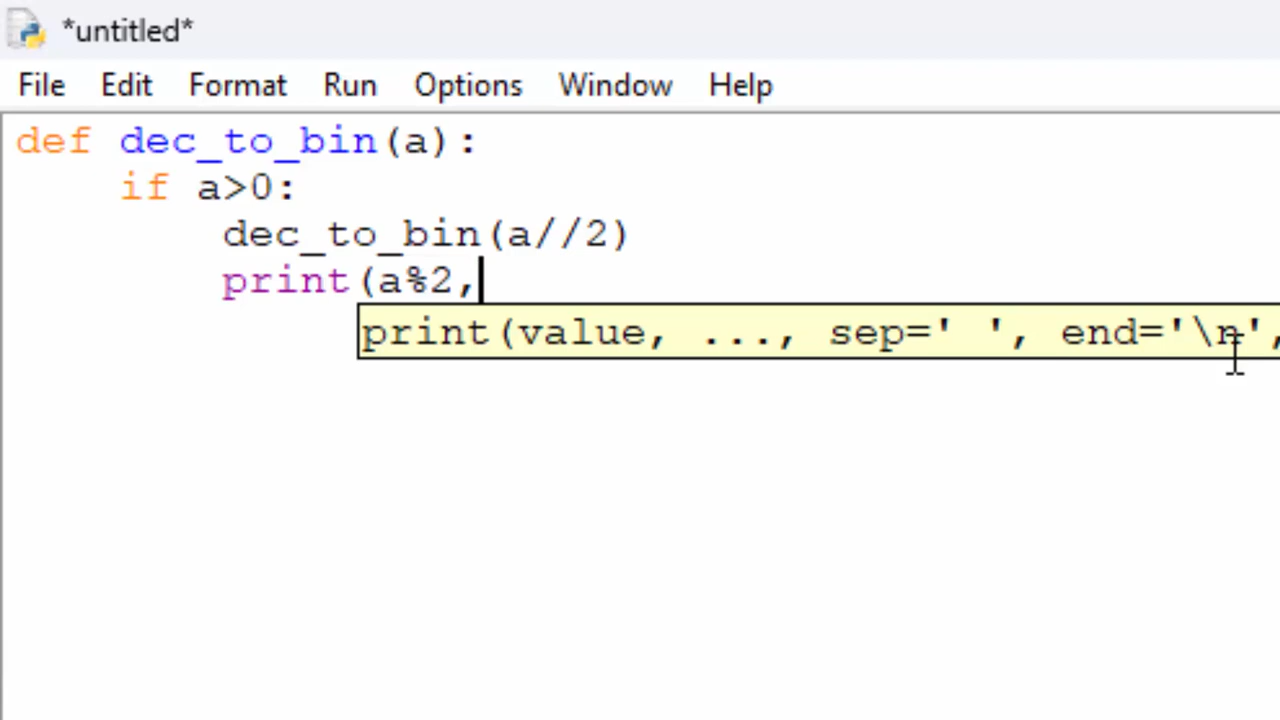 *untitled*
File Edit Format Run Options Window Help
def dec_to_bin(a):
    if a>0:
        dec_to_bin(a//2)
        print(a%2,
print(value, ..., sep=' ', end='\n',